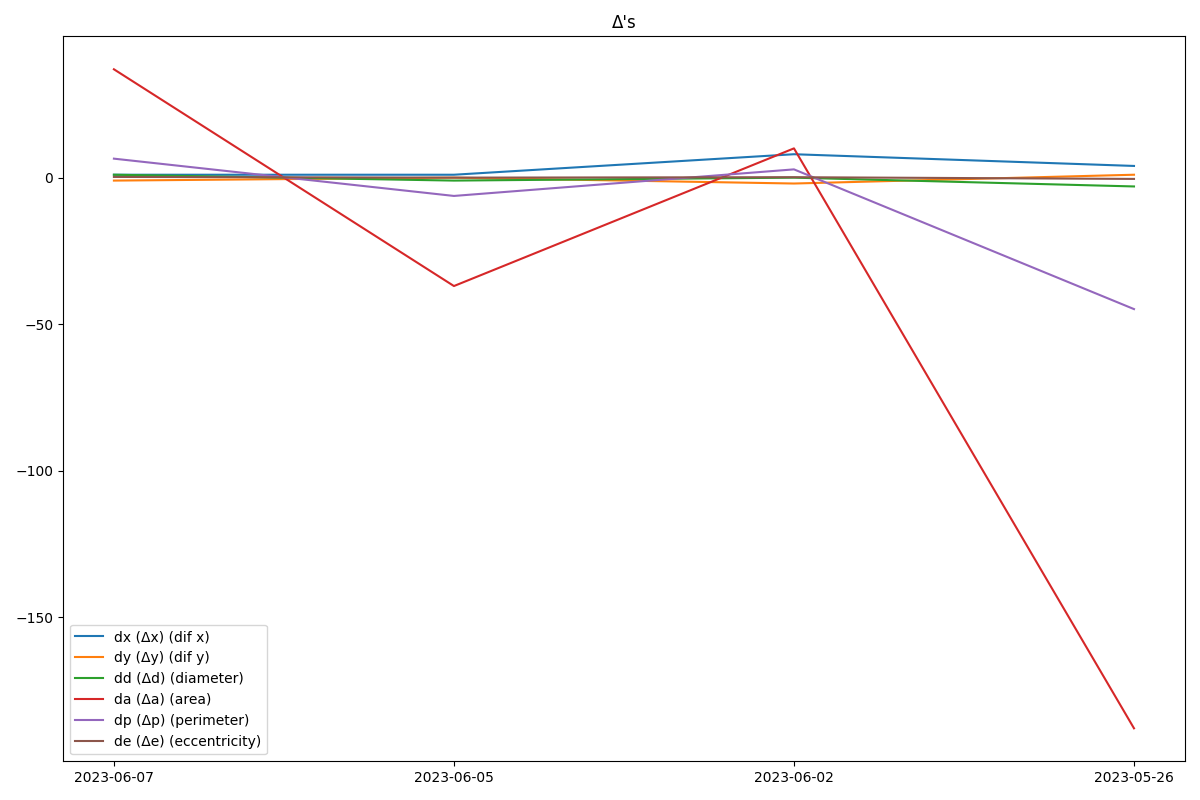 Δ's
0
−50
−100
−150
dx (Δx) (dif x)
dy (Δy) (dif y)
dd (Δd) (diameter)
da (Δa) (area)
dp (Δp) (perimeter)
de (Δe) (eccentricity)
2023-06-07 2023-06-05 2023-06-02 2023-05-26